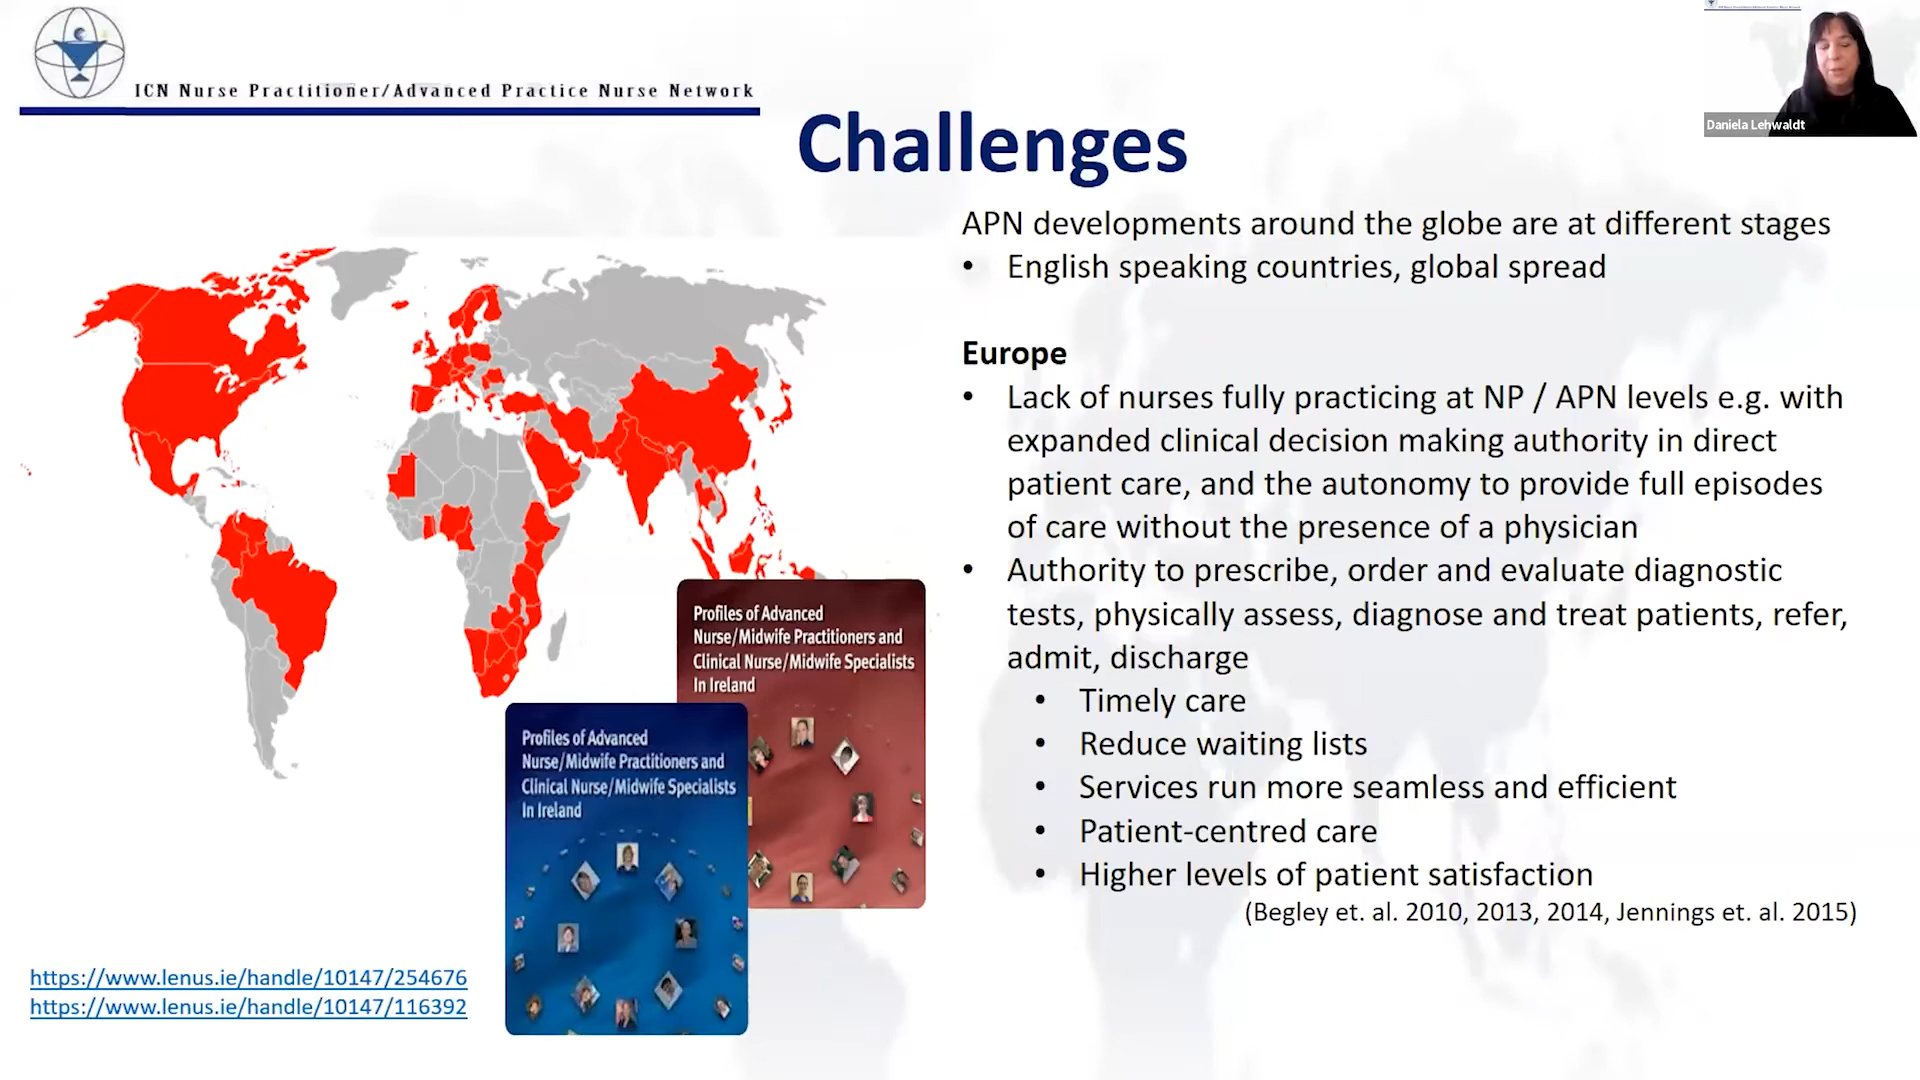 ICN Nurse Practitioner/Advanced Practice Nurse Network
Daniela Lehwaldt
Challenges
APN developments around the globe are at different stages
• English speaking countries, global spread
Europe
• Lack of nurses fully practicing at NP / APN levels e.g. with
expanded clinical decision making authority in direct
patient care, and the autonomy to provide full episodes
of care without the presence of a physician
• Authority to prescribe, order and evaluate diagnostic
tests, physically assess, diagnose and treat patients, refer,
admit, discharge
• Timely care
• Reduce waiting lists
• Services run more seamless and efficient
• Patient-centred care
• Higher levels of patient satisfaction
(Begley et. al. 2010, 2013, 2014, Jennings et. al. 2015)
Profiles of Advanced
Nurse/Midwife Practitioners and
Clinical Nurse/Midwife Specialists
In Ireland
Profiles of Advanced
Nurse/Midwife Practitioners and
Clinical Nurse/Midwife Specialists
In Ireland
https://www.lenus.ie/handle/10147/254676
https://www.lenus.ie/handle/10147/116392